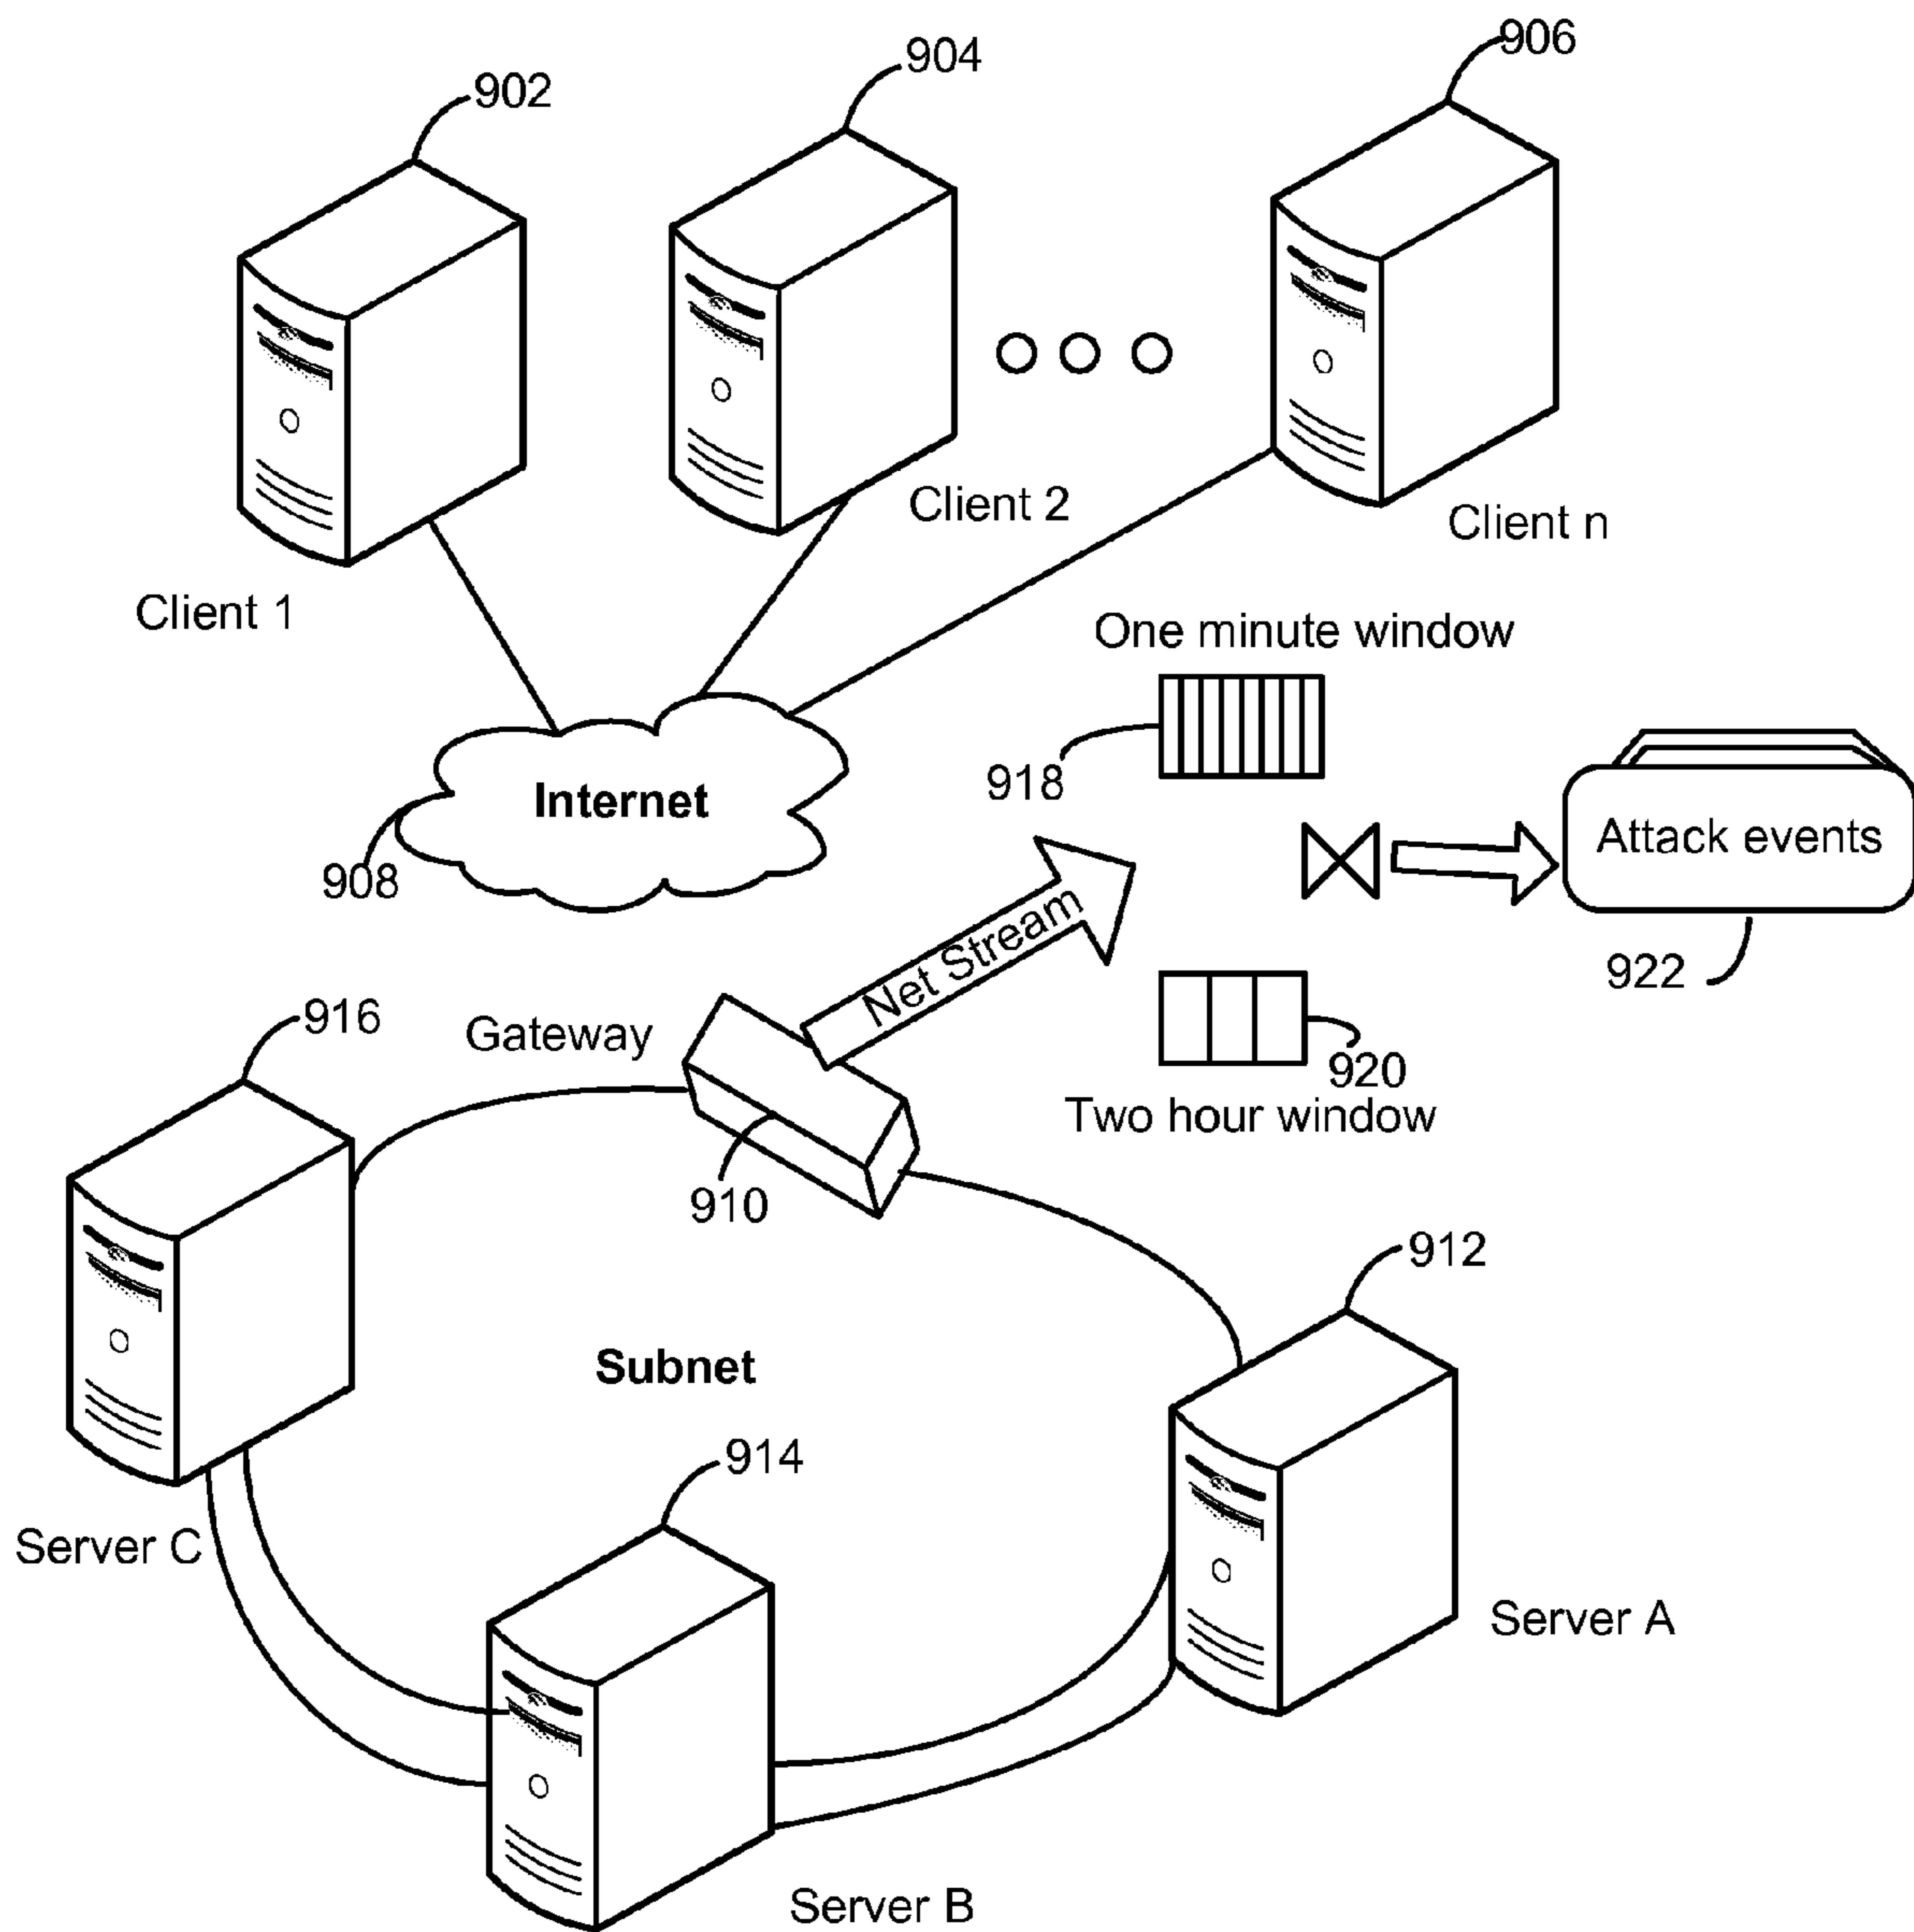 902
904
906
Client 1
Client 2
Client n
One minute window
918
Internet
908
Attack events
922
Net Stream
Gateway
916
920
Two hour window
910
912
Subnet
914
Server C
Server A
Server B